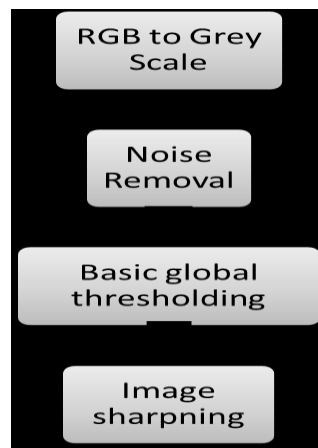 RGB to Grey
Scale
Noise
Removal
Basic global
thresholding
Image
sharpning